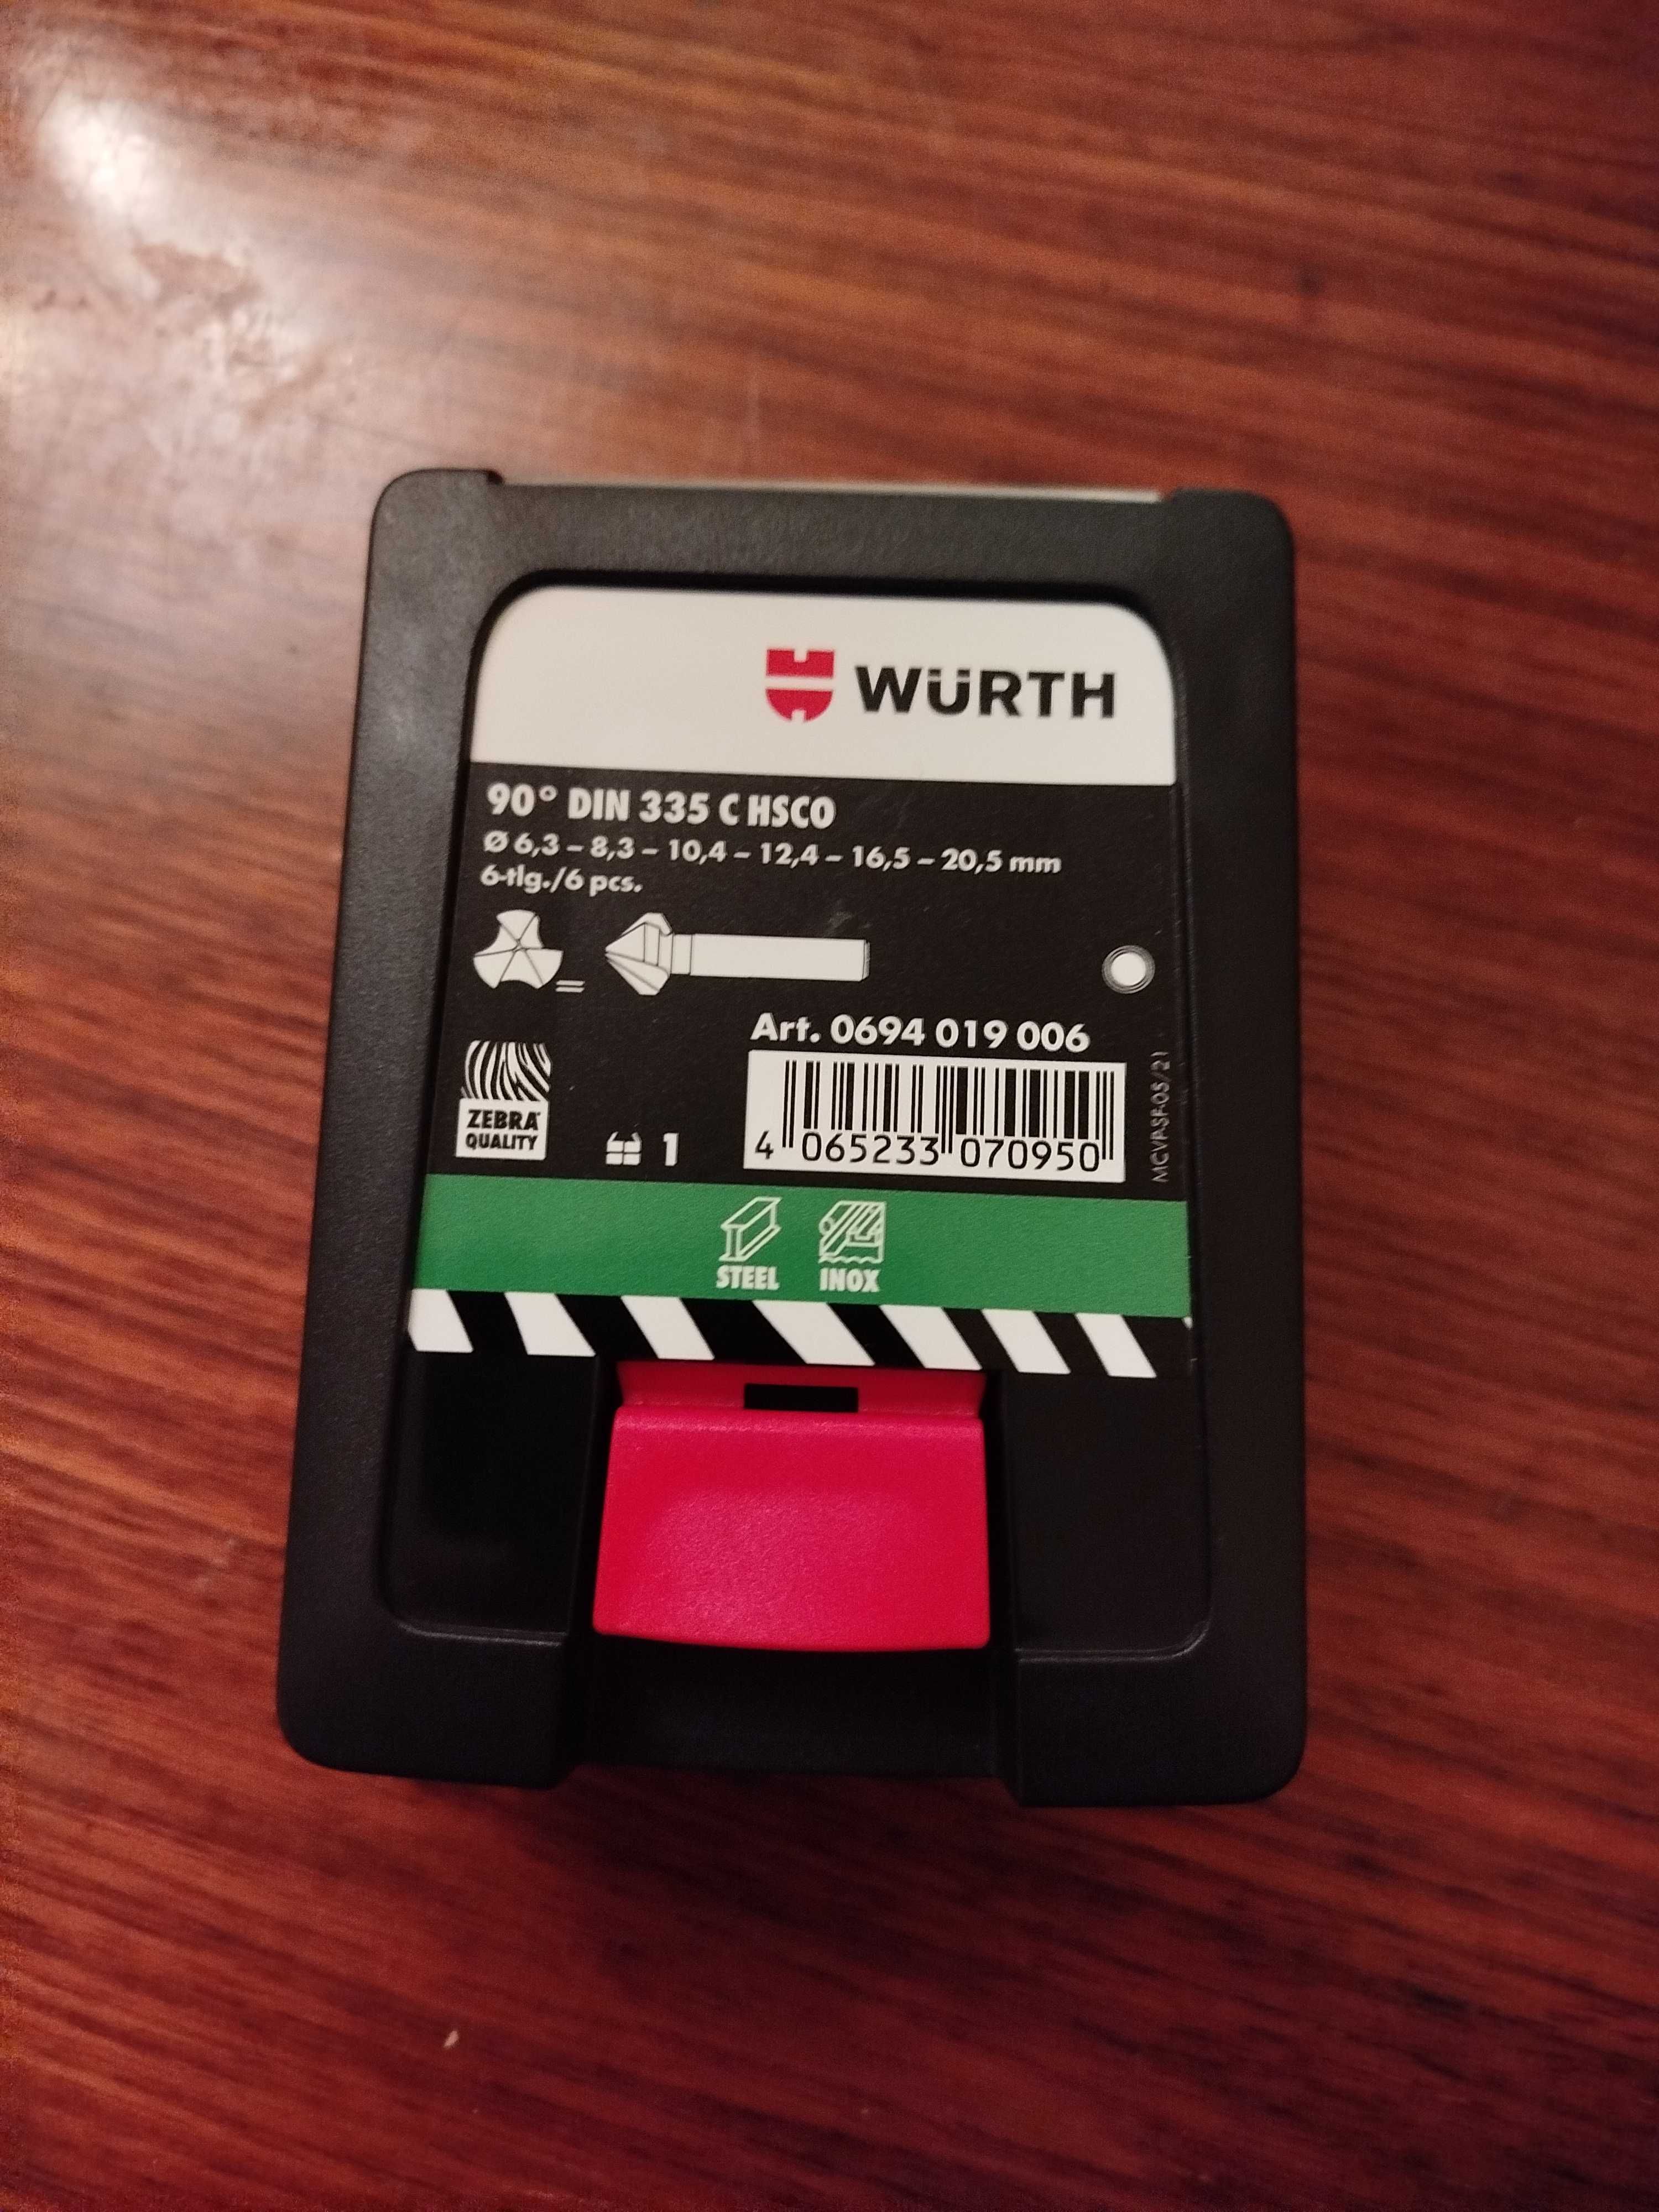 WÜRTH
90° DIN 335 C HSCO
Ø 6,3 – 8,3 – 10,4 – 12,4 – 16,5 – 20,5 mm
6-tlg./6 pcs.
=
Art. 0694 019 006
ZEBRA
QUALITY
1
4 065233 070950
STEEL INOX